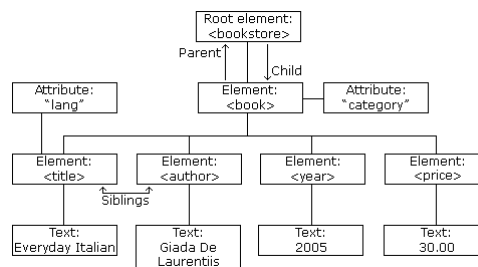 Root element:
<bookstore>
Parent
Child
Attribute:
"lang"
Element:
<book>
Attribute:
"category"
Element:
<title>
Element:
<author>
Element:
<year>
Element:
<price>
Siblings
Text:
Everyday Italian
Text:
Giada De
Laurentiis
Text:
2005
Text:
30.00